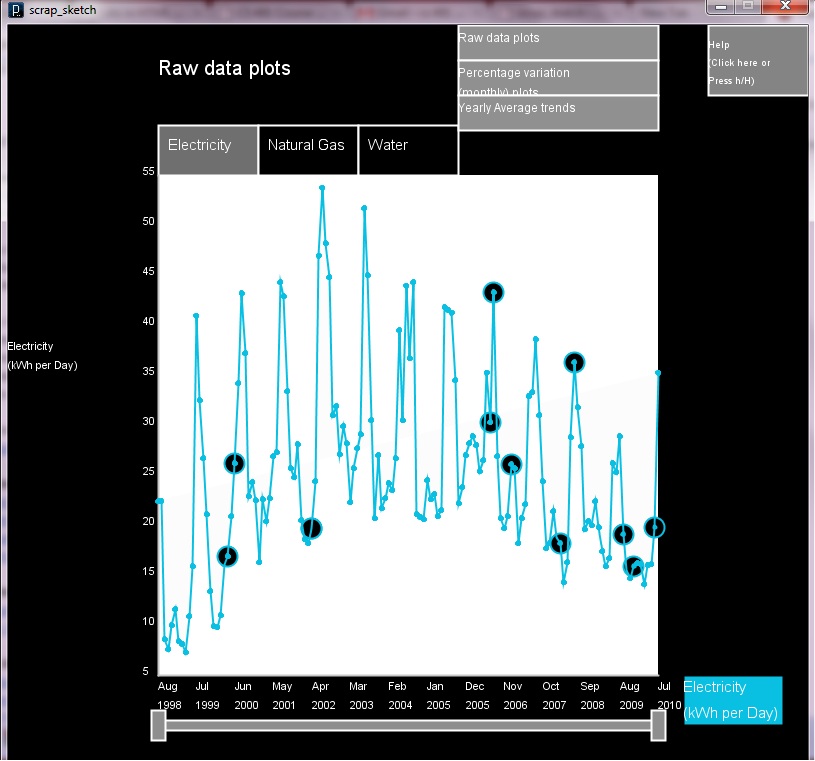 scrap_sketch
Raw data plots
Raw data plots
Percentage variation
(monthly) plots
Yearly Average trends
Help
(Click here or
Press h/H)
Electricity
Natural Gas
Water
55
50
45
40
35
30
25
20
15
10
5
Electricity
(kWh per Day)
Aug Jul Jun May Apr Mar Feb Jan Dec Nov Oct Sep Aug Jul
1998 1999 2000 2001 2002 2003 2004 2005 2005 2006 2007 2008 2009 2010
Electricity
(kWh per Day)